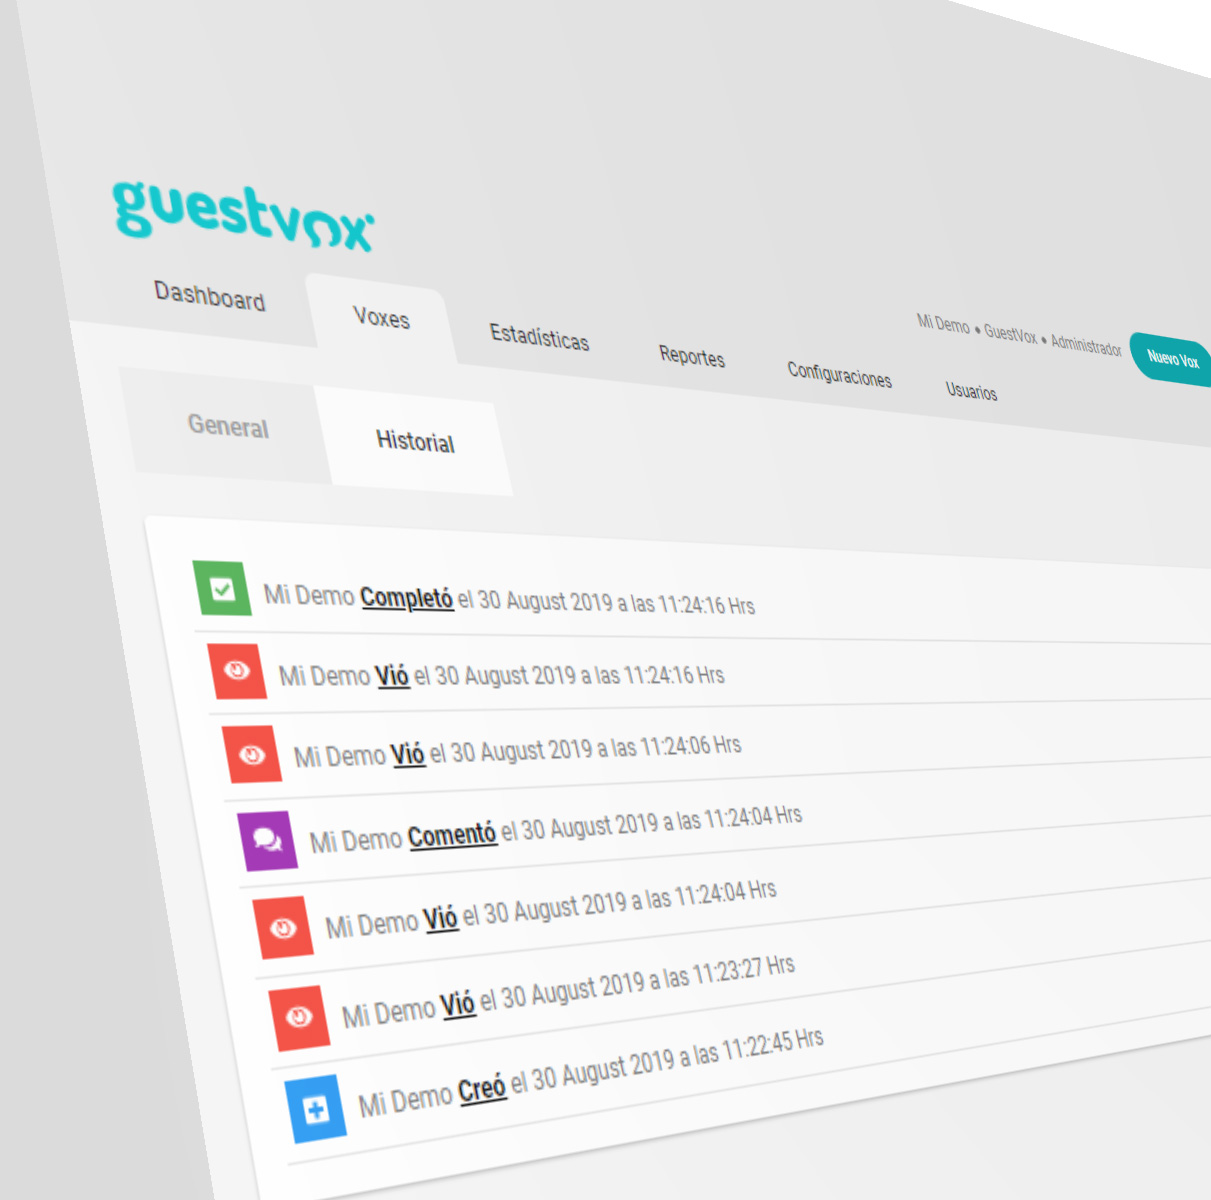 guestvox
Mi Demo • GuestVox • Administrador
Nuevo Vox
Dashboard
Voxes
Estadísticas
Reportes
Configuraciones
Usuarios
General
Historial
Mi Demo Completó el 30 August 2019 a las 11:24:16 Hrs
Mi Demo Vió el 30 August 2019 a las 11:24:16 Hrs
Mi Demo Vió el 30 August 2019 a las 11:24:06 Hrs
Mi Demo Comentó el 30 August 2019 a las 11:24:04 Hrs
Mi Demo Vió el 30 August 2019 a las 11:24:04 Hrs
Mi Demo Vió el 30 August 2019 a las 11:23:27 Hrs
Mi Demo Creó el 30 August 2019 a las 11:22:45 Hrs